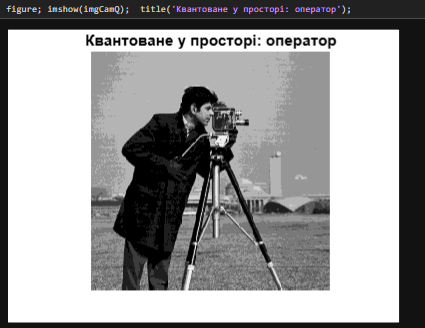 figure; imshow(imgCamQ);  title('Квантоване у просторі: оператор');
Квантоване у просторі: оператор